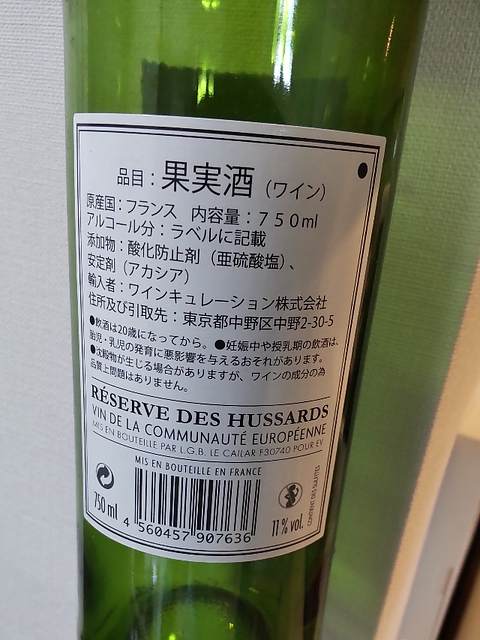 品目：果実酒（ワイン）
原産国：フランス 内容量：７５０ml
アルコール分：ラベルに記載
添加物：酸化防止剤（亜硫酸塩）、
安定剤（アカシア）
輸入者：ワインキュレーション株式会社
住所及び引取先：東京都中野区中野2-30-5
●飲酒は20歳になってから。●妊娠中や授乳期の飲酒は、
胎児・乳児の発育に悪影響を与えるおそれがあります。
●沈殿物が生じる場合がありますが、ワインの成分の為
品質上問題はありません。
RÉSERVE DES HUSSARDS
VIN DE LA COMMUNAUTÉ EUROPÉENNE
MIS EN BOUTEILLE PAR L.G.B. LE CAILAR F30740 POUR EV
MIS EN BOUTEILLE EN FRANCE
750 ml
4 560457 907636
11 % vol.
CONTIENT DES SULFITES